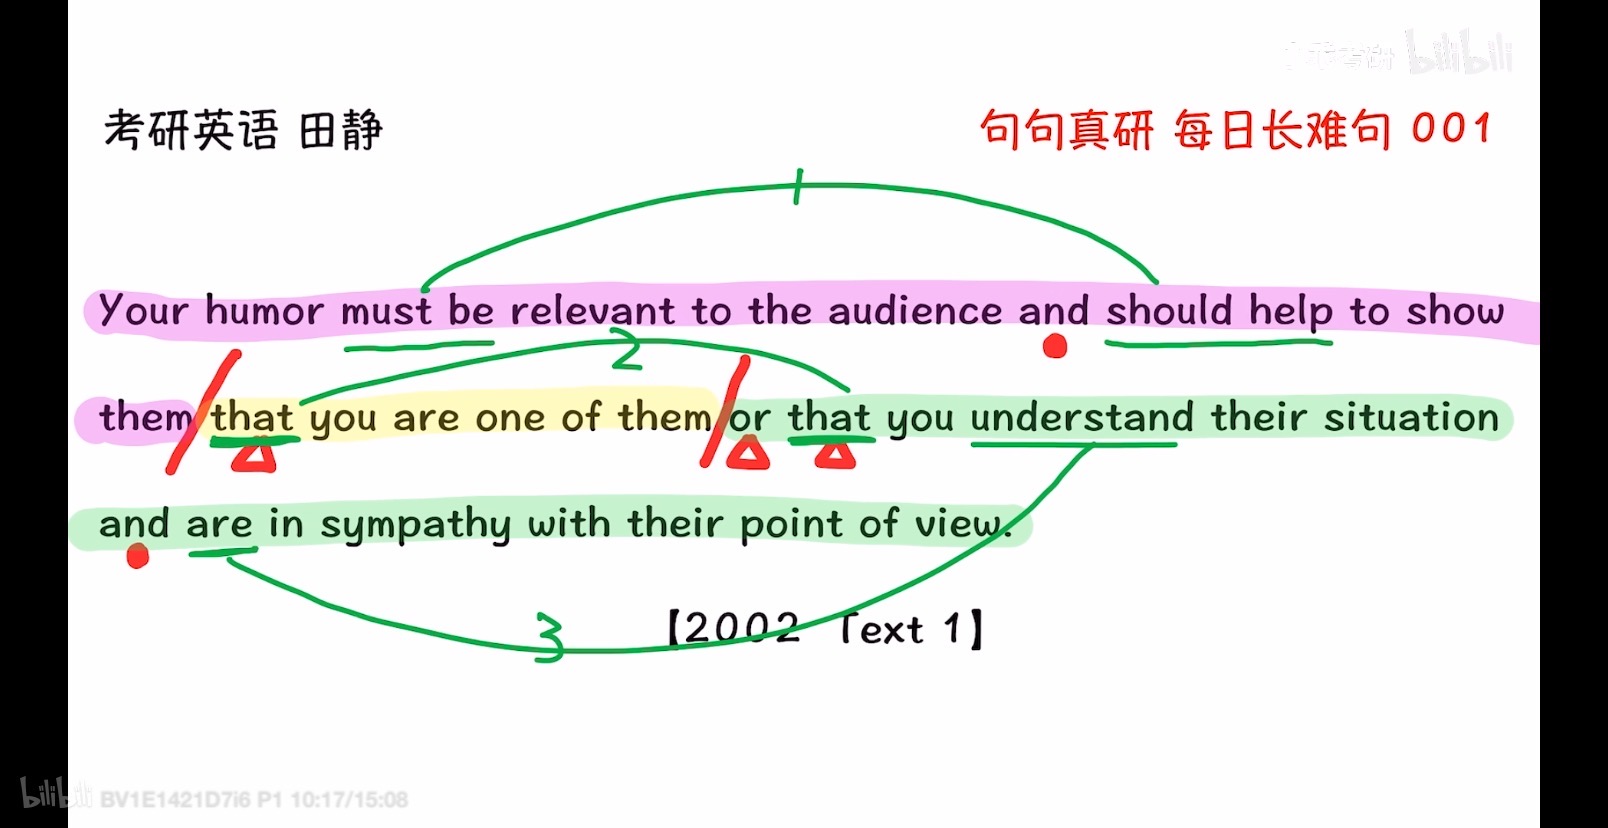 bilibili
考研英语 田静
句句真研 每日长难句 001
1
Your humor must be relevant to the audience and should help to show
2
them that you are one of them or that you understand their situation
and are in sympathy with their point of view.
3
【2002 Text 1】
bilibili BV1E1421D7i6 P1 10:17/15:08